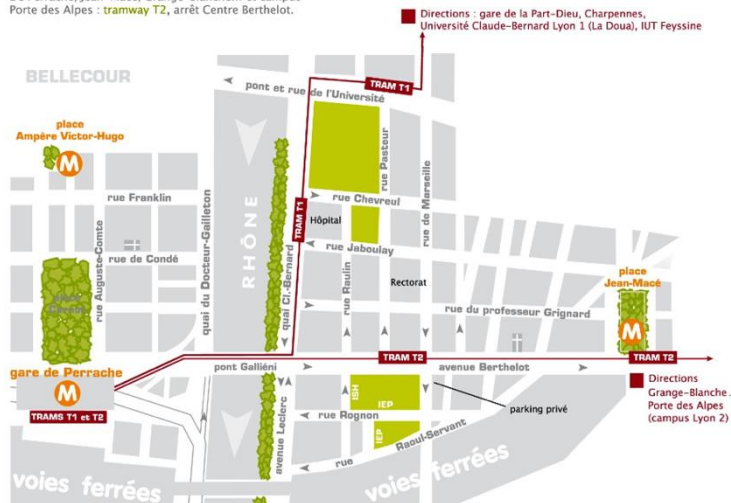 Porte des Alpes : tramway T2, arrêt Centre Berthelot.
Directions : gare de la Part-Dieu, Charpennes,
Université Claude-Bernard Lyon 1 (La Doua), IUT Feyssine
BELLECOUR
TRAM T1
pont et rue de l'Université
place
Ampère Victor-Hugo
M
rue Pasteur
rue de Marseille
rue Franklin
rue Chevreul
quai du Docteur-Gailleton
RHÔNE
TRAM T1
Hôpital
rue Auguste-Comte
rue de Condé
rue Jaboulay
quai Cl.-Bernard
rue Raulin
Rectorat
place
Jean-Macé
place
rue du professeur Grignard
M
gare de Perrache
M
TRAMS T1 et T2
pont Galliéni
TRAM T2
avenue Berthelot
TRAM T2
Directions
Grange-Blanche.
Porte des Alpes
(campus Lyon 2)
ISH
IEP
parking privé
rue Rognon
avenue Leclerc
IEP
rue Raoul-Servant
voies ferrées
voies ferrées